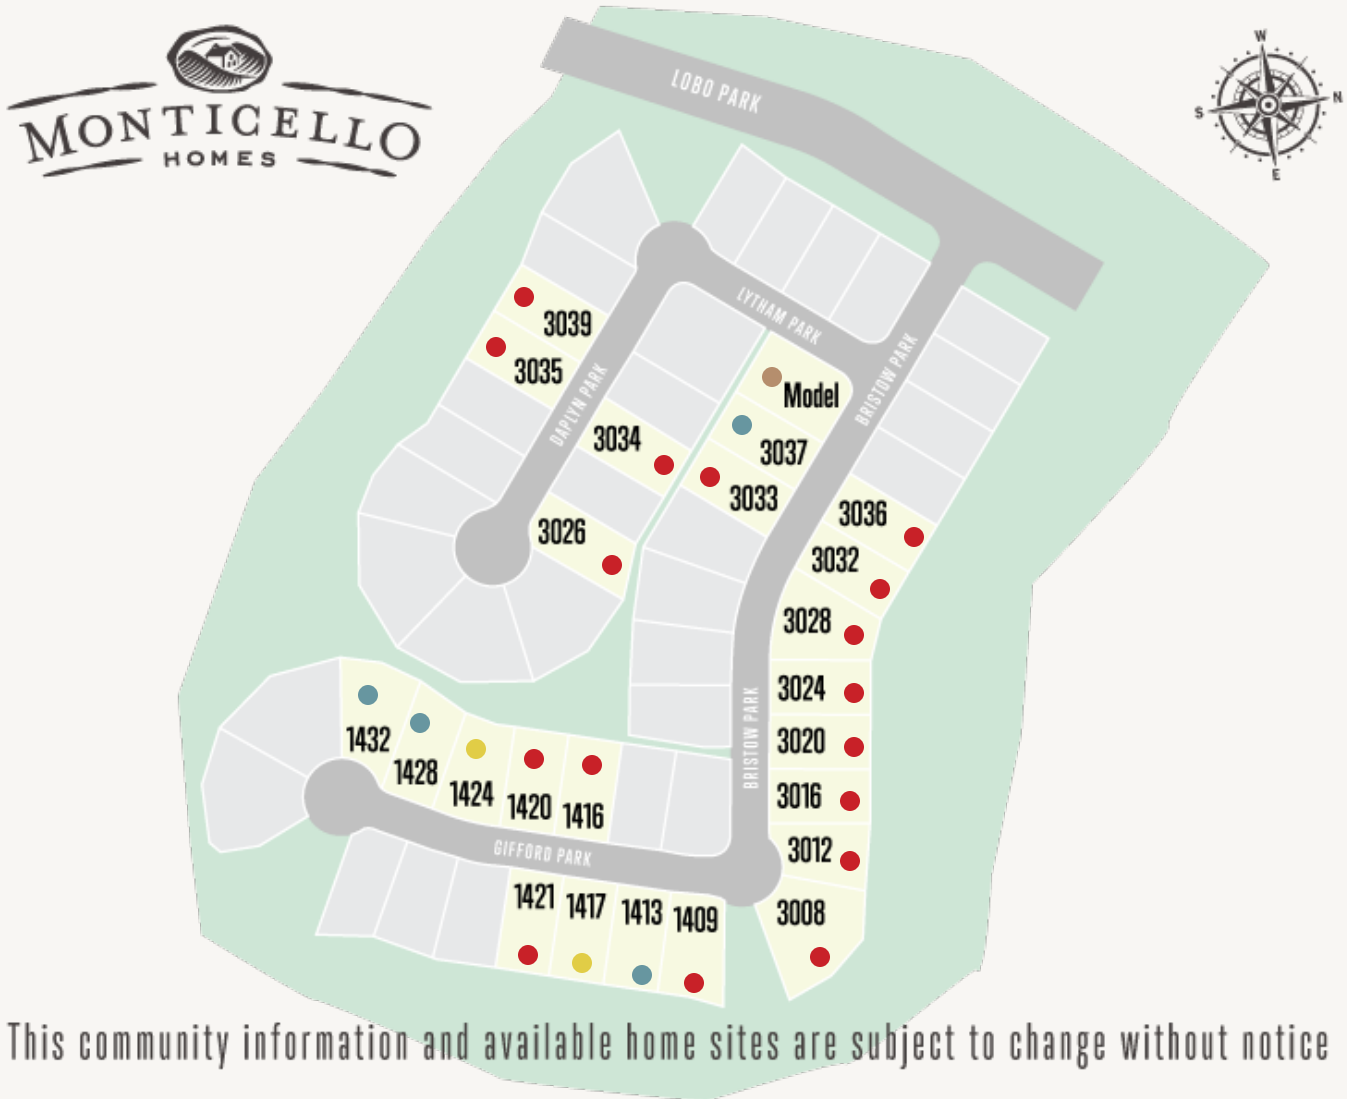 MONTICELLO
HOMES
W
N
S
E
LOBO PARK
LYTHAM PARK
BRISTOW PARK
DAPLYN PARK
3039
3035
3034
3026
Model
3037
3033
3036
3032
3028
3024
3020
3016
3012
3008
BRISTOW PARK
1432
1428
1424
1420
1416
GIFFORD PARK
1421
1417
1413
1409
This community information and available home sites are subject to change without notice